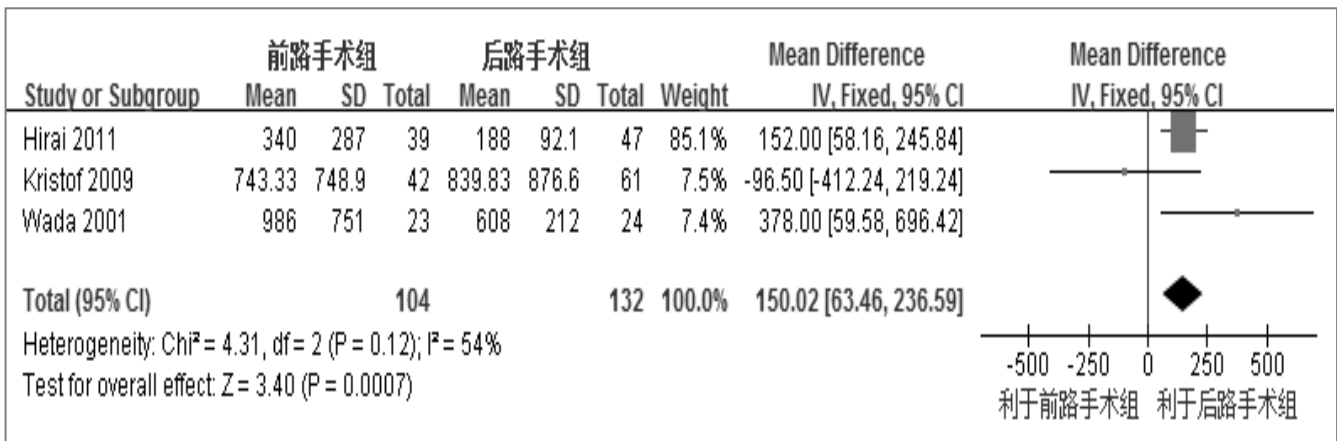 前路手术组 后路手术组 Mean Difference Mean Difference
Study or Subgroup Mean SD Total Mean SD Total Weight IV, Fixed, 95% CI IV, Fixed, 95% CI
Hirai 2011 340 287 39 188 92.1 47 85.1% 152.00 [58.16, 245.84]
Kristof 2009 743.33 748.9 42 839.83 876.6 61 7.5% -96.50 [-412.24, 219.24]
Wada 2001 986 751 23 608 212 24 7.4% 378.00 [59.58, 696.42]
Total (95% CI) 104 132 100.0% 150.02 [63.46, 236.59]
Heterogeneity: Chi² = 4.31, df = 2 (P = 0.12); I² = 54%
Test for overall effect: Z = 3.40 (P = 0.0007)
-500 -250 0 250 500
利于前路手术组 利于后路手术组